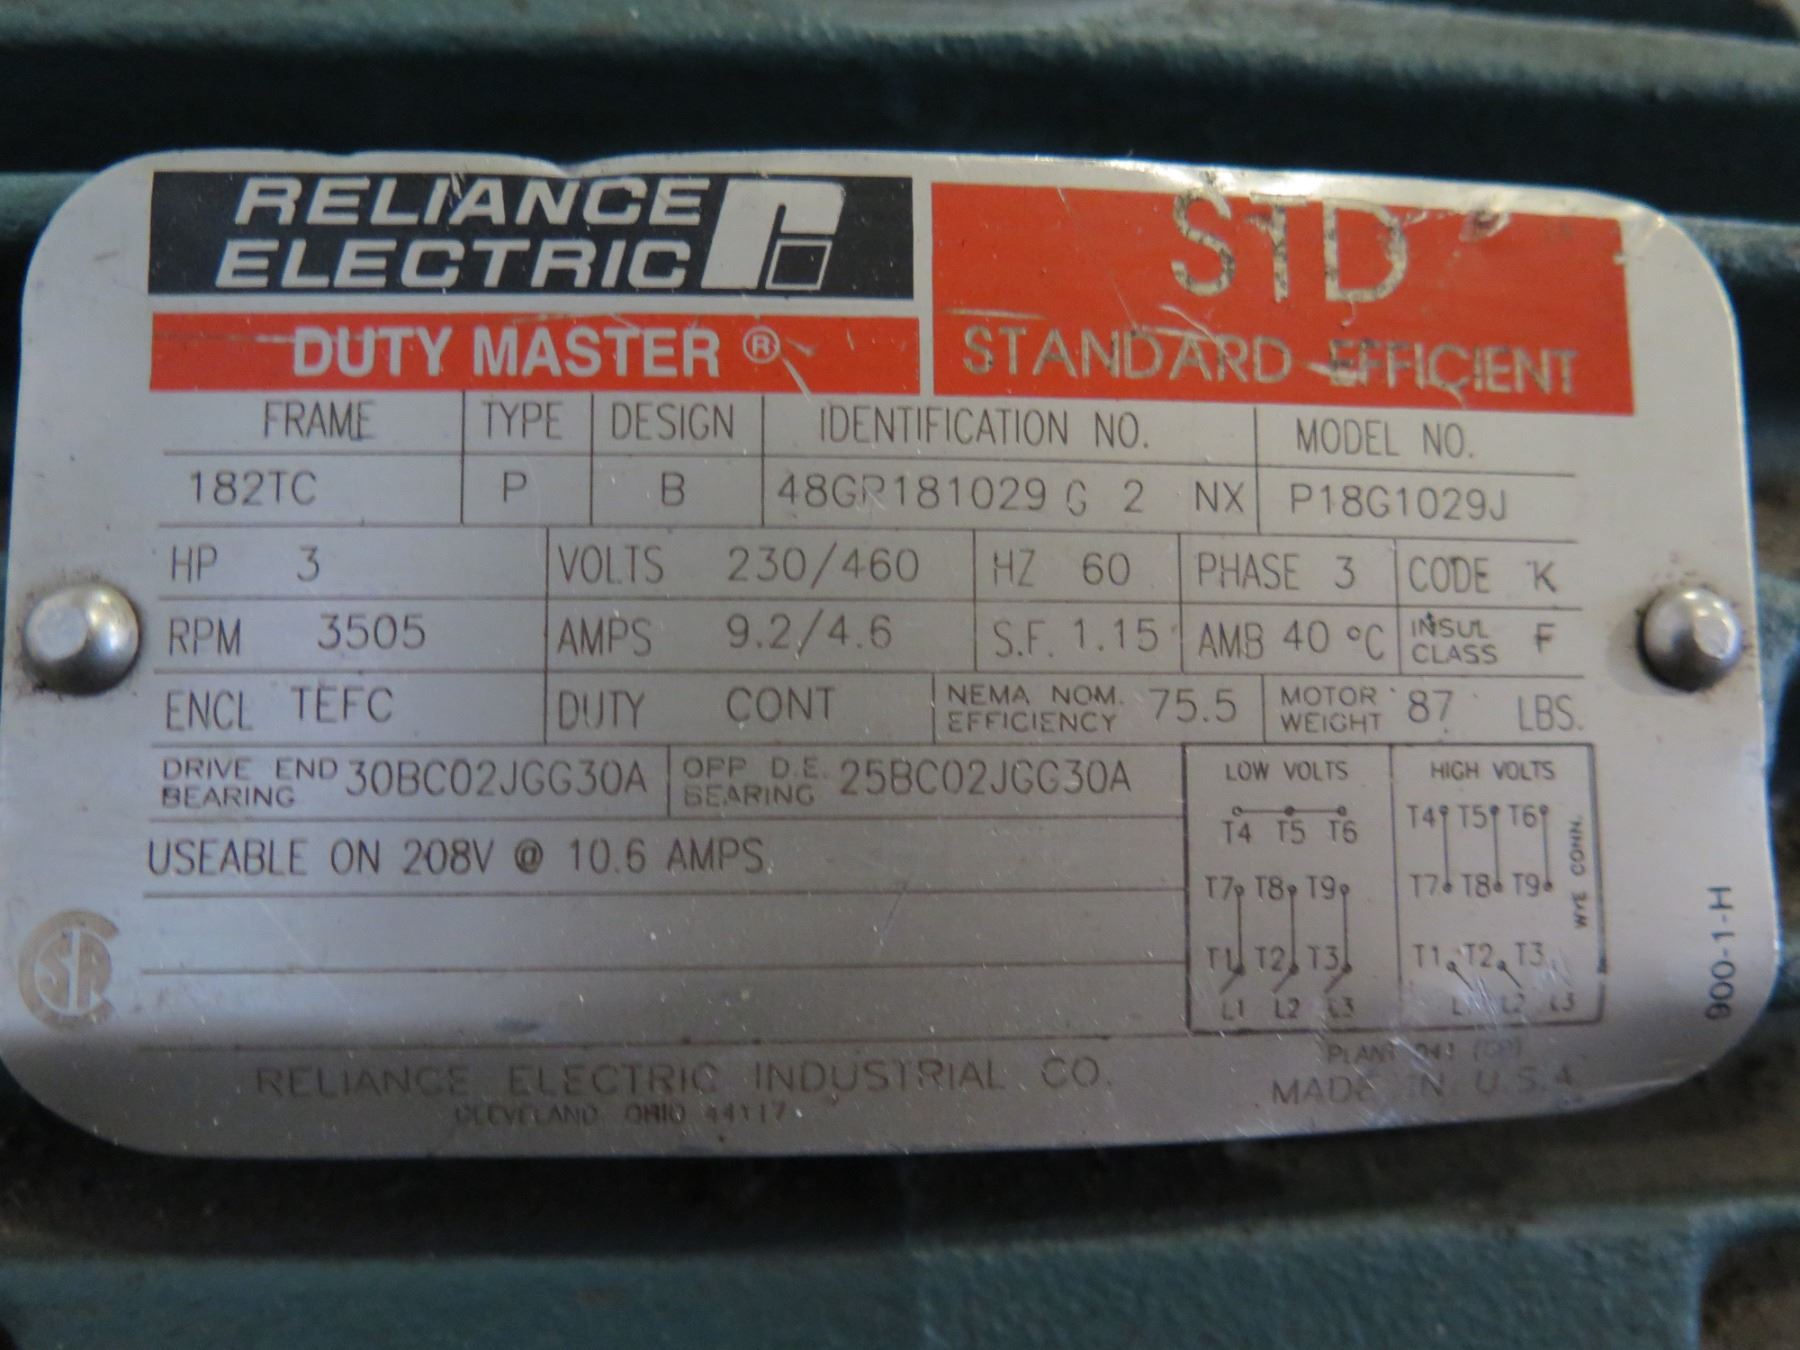 RELIANCE
ELECTRIC
DUTY MASTER ®
STD
STANDARD EFFICIENT
FRAME TYPE DESIGN IDENTIFICATION NO. MODEL NO.
182TC P B 48GR181029 G 2 NX P18G1029J
HP 3 VOLTS 230/460 HZ 60 PHASE 3 CODE K
RPM 3505 AMPS 9.2/4.6 S.F. 1.15 AMB 40 °C INSUL CLASS F
ENCL TEFC DUTY CONT NEMA NOM. EFFICIENCY 75.5 MOTOR WEIGHT 87 LBS.
DRIVE END BEARING 30BC02JGG30A OPP D.E. BEARING 25BC02JGG30A
USEABLE ON 208V @ 10.6 AMPS
LOW VOLTS HIGH VOLTS
T4 T5 T6 T4 T5 T6
T7 T8 T9 T7 T8 T9
T1 T2 T3 T1 T2 T3
L1 L2 L3 L1 L2 L3
WYE CONN.
900-1-H
CSA
RELIANCE ELECTRIC INDUSTRIAL CO.
CLEVELAND OHIO 44117
PLANT 041
MADE IN U.S.A